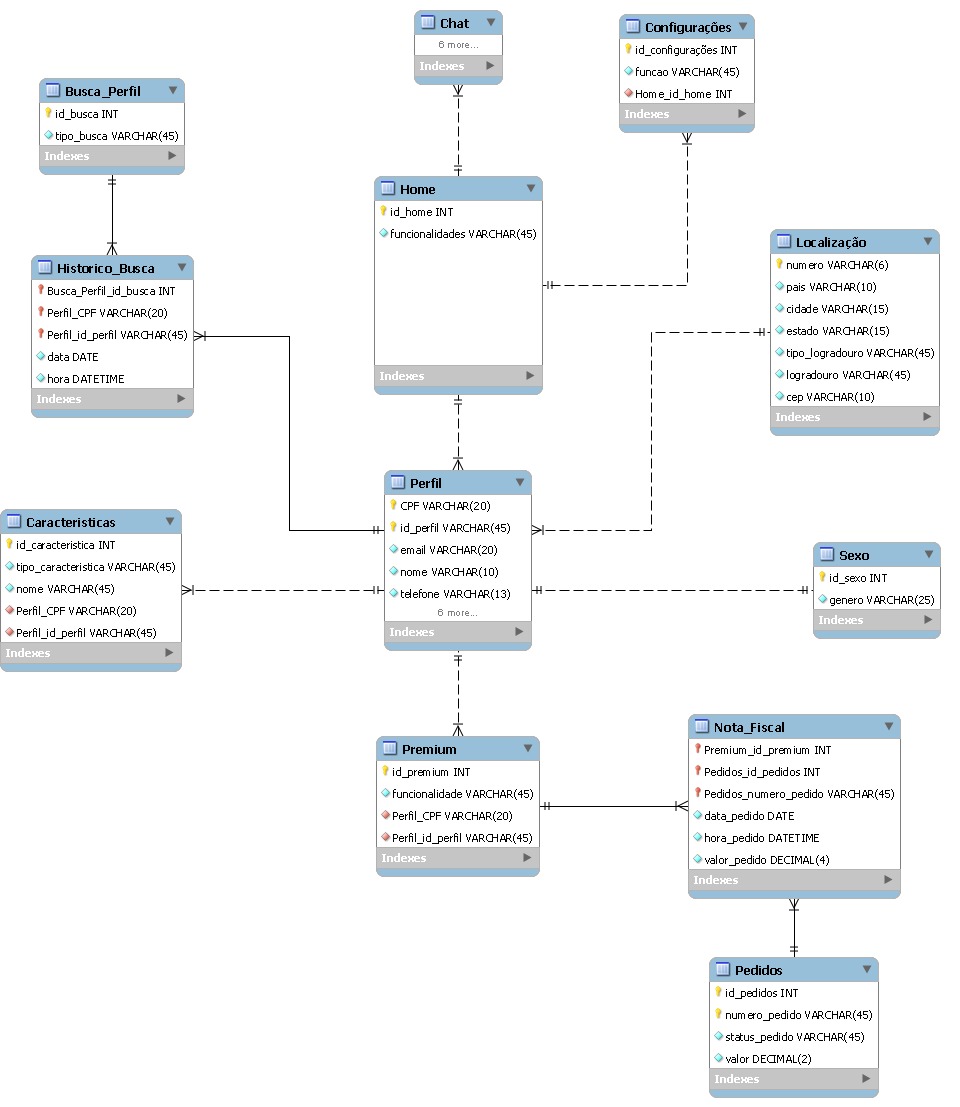 Chat
6 more...
Indexes
Configurações
id_configurações INT
funcao VARCHAR(45)
Home_id_home INT
Indexes
Busca_Perfil
id_busca INT
tipo_busca VARCHAR(45)
Indexes
Home
id_home INT
funcionalidades VARCHAR(45)
Indexes
Localização
numero VARCHAR(6)
pais VARCHAR(10)
cidade VARCHAR(15)
estado VARCHAR(15)
tipo_logradouro VARCHAR(45)
logradouro VARCHAR(45)
cep VARCHAR(10)
Indexes
Historico_Busca
Busca_Perfil_id_busca INT
Perfil_CPF VARCHAR(20)
Perfil_id_perfil VARCHAR(45)
data DATE
hora DATETIME
Indexes
Perfil
CPF VARCHAR(20)
id_perfil VARCHAR(45)
email VARCHAR(20)
nome VARCHAR(10)
telefone VARCHAR(13)
6 more...
Indexes
Caracteristicas
id_caracteristica INT
tipo_caracteristica VARCHAR(45)
nome VARCHAR(45)
Perfil_CPF VARCHAR(20)
Perfil_id_perfil VARCHAR(45)
Indexes
Sexo
id_sexo INT
genero VARCHAR(25)
Indexes
Premium
id_premium INT
funcionalidade VARCHAR(45)
Perfil_CPF VARCHAR(20)
Perfil_id_perfil VARCHAR(45)
Indexes
Nota_Fiscal
Premium_id_premium INT
Pedidos_id_pedidos INT
Pedidos_numero_pedido VARCHAR(45)
data_pedido DATE
hora_pedido DATETIME
valor_pedido DECIMAL(4)
Indexes
Pedidos
id_pedidos INT
numero_pedido VARCHAR(45)
status_pedido VARCHAR(45)
valor DECIMAL(2)
Indexes